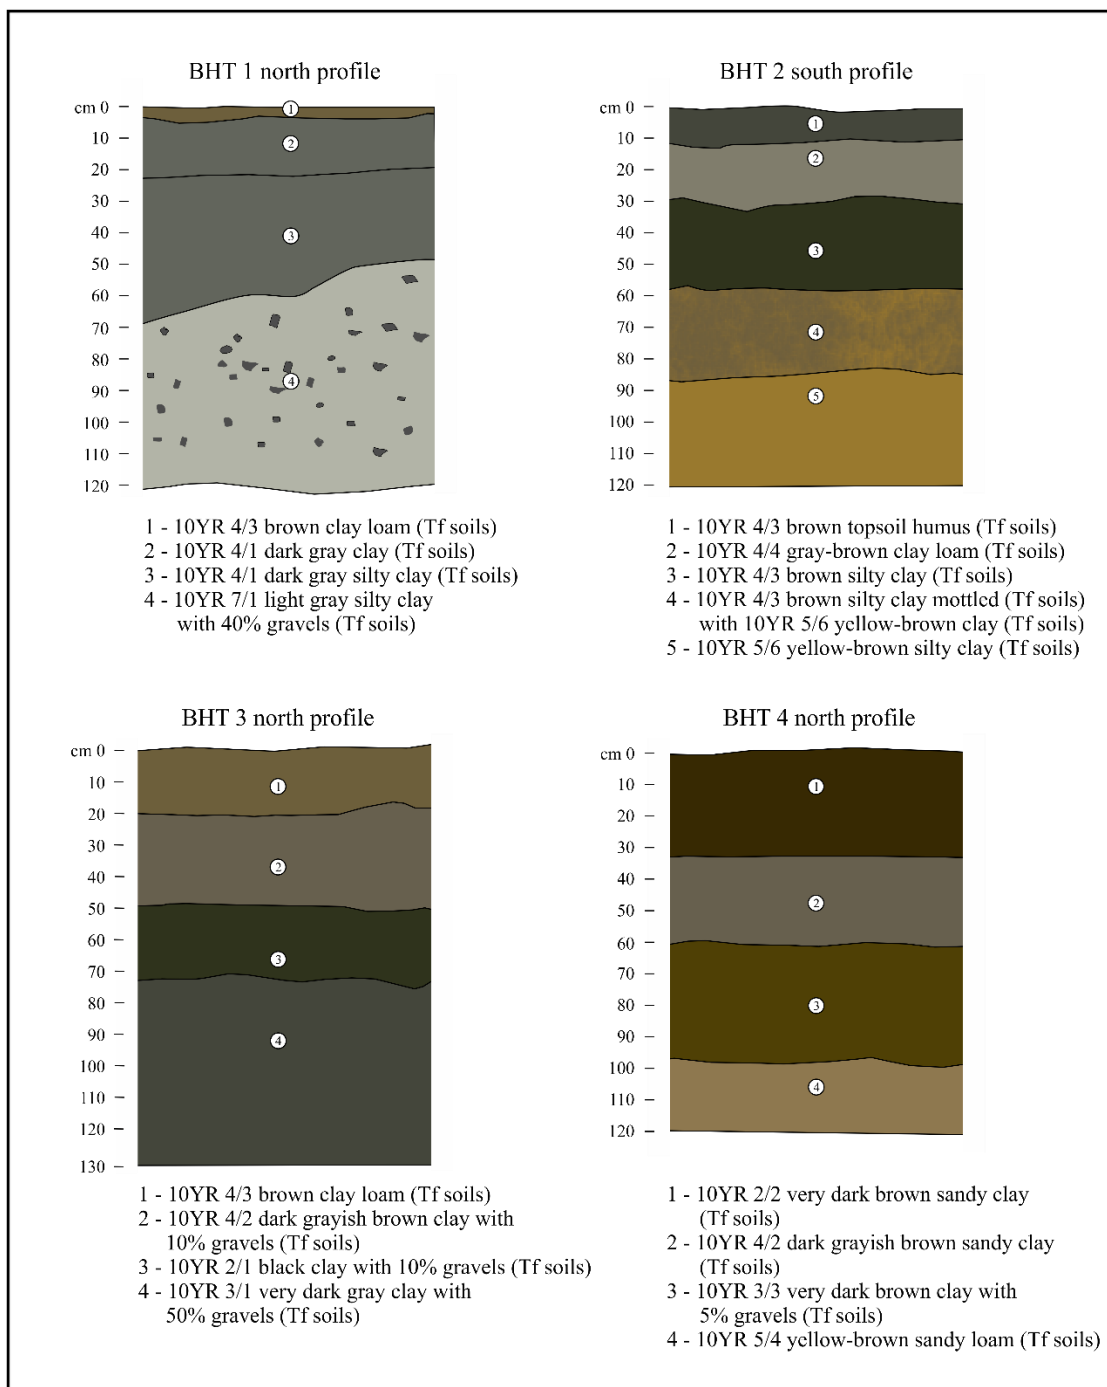 BHT 1 north profile
cm 0
10
20
30
40
50
60
70
80
90
100
110
120
1
2
3
4
1 - 10YR 4/3 brown clay loam (Tf soils)
2 - 10YR 4/1 dark gray clay (Tf soils)
3 - 10YR 4/1 dark gray silty clay (Tf soils)
4 - 10YR 7/1 light gray silty clay
with 40% gravels (Tf soils)
BHT 2 south profile
cm 0
10
20
30
40
50
60
70
80
90
100
110
120
1
2
3
4
5
1 - 10YR 4/3 brown topsoil humus (Tf soils)
2 - 10YR 4/4 gray-brown clay loam (Tf soils)
3 - 10YR 4/3 brown silty clay (Tf soils)
4 - 10YR 4/3 brown silty clay mottled (Tf soils)
with 10YR 5/6 yellow-brown clay (Tf soils)
5 - 10YR 5/6 yellow-brown silty clay (Tf soils)
BHT 3 north profile
cm 0
10
20
30
40
50
60
70
80
90
100
110
120
130
1
2
3
4
1 - 10YR 4/3 brown clay loam (Tf soils)
2 - 10YR 4/2 dark grayish brown clay with
10% gravels (Tf soils)
3 - 10YR 2/1 black clay with 10% gravels (Tf soils)
4 - 10YR 3/1 very dark gray clay with
50% gravels (Tf soils)
BHT 4 north profile
cm 0
10
20
30
40
50
60
70
80
90
100
110
120
1
2
3
4
1 - 10YR 2/2 very dark brown sandy clay
(Tf soils)
2 - 10YR 4/2 dark grayish brown sandy clay
(Tf soils)
3 - 10YR 3/3 very dark brown clay with
5% gravels (Tf soils)
4 - 10YR 5/4 yellow-brown sandy loam (Tf soils)